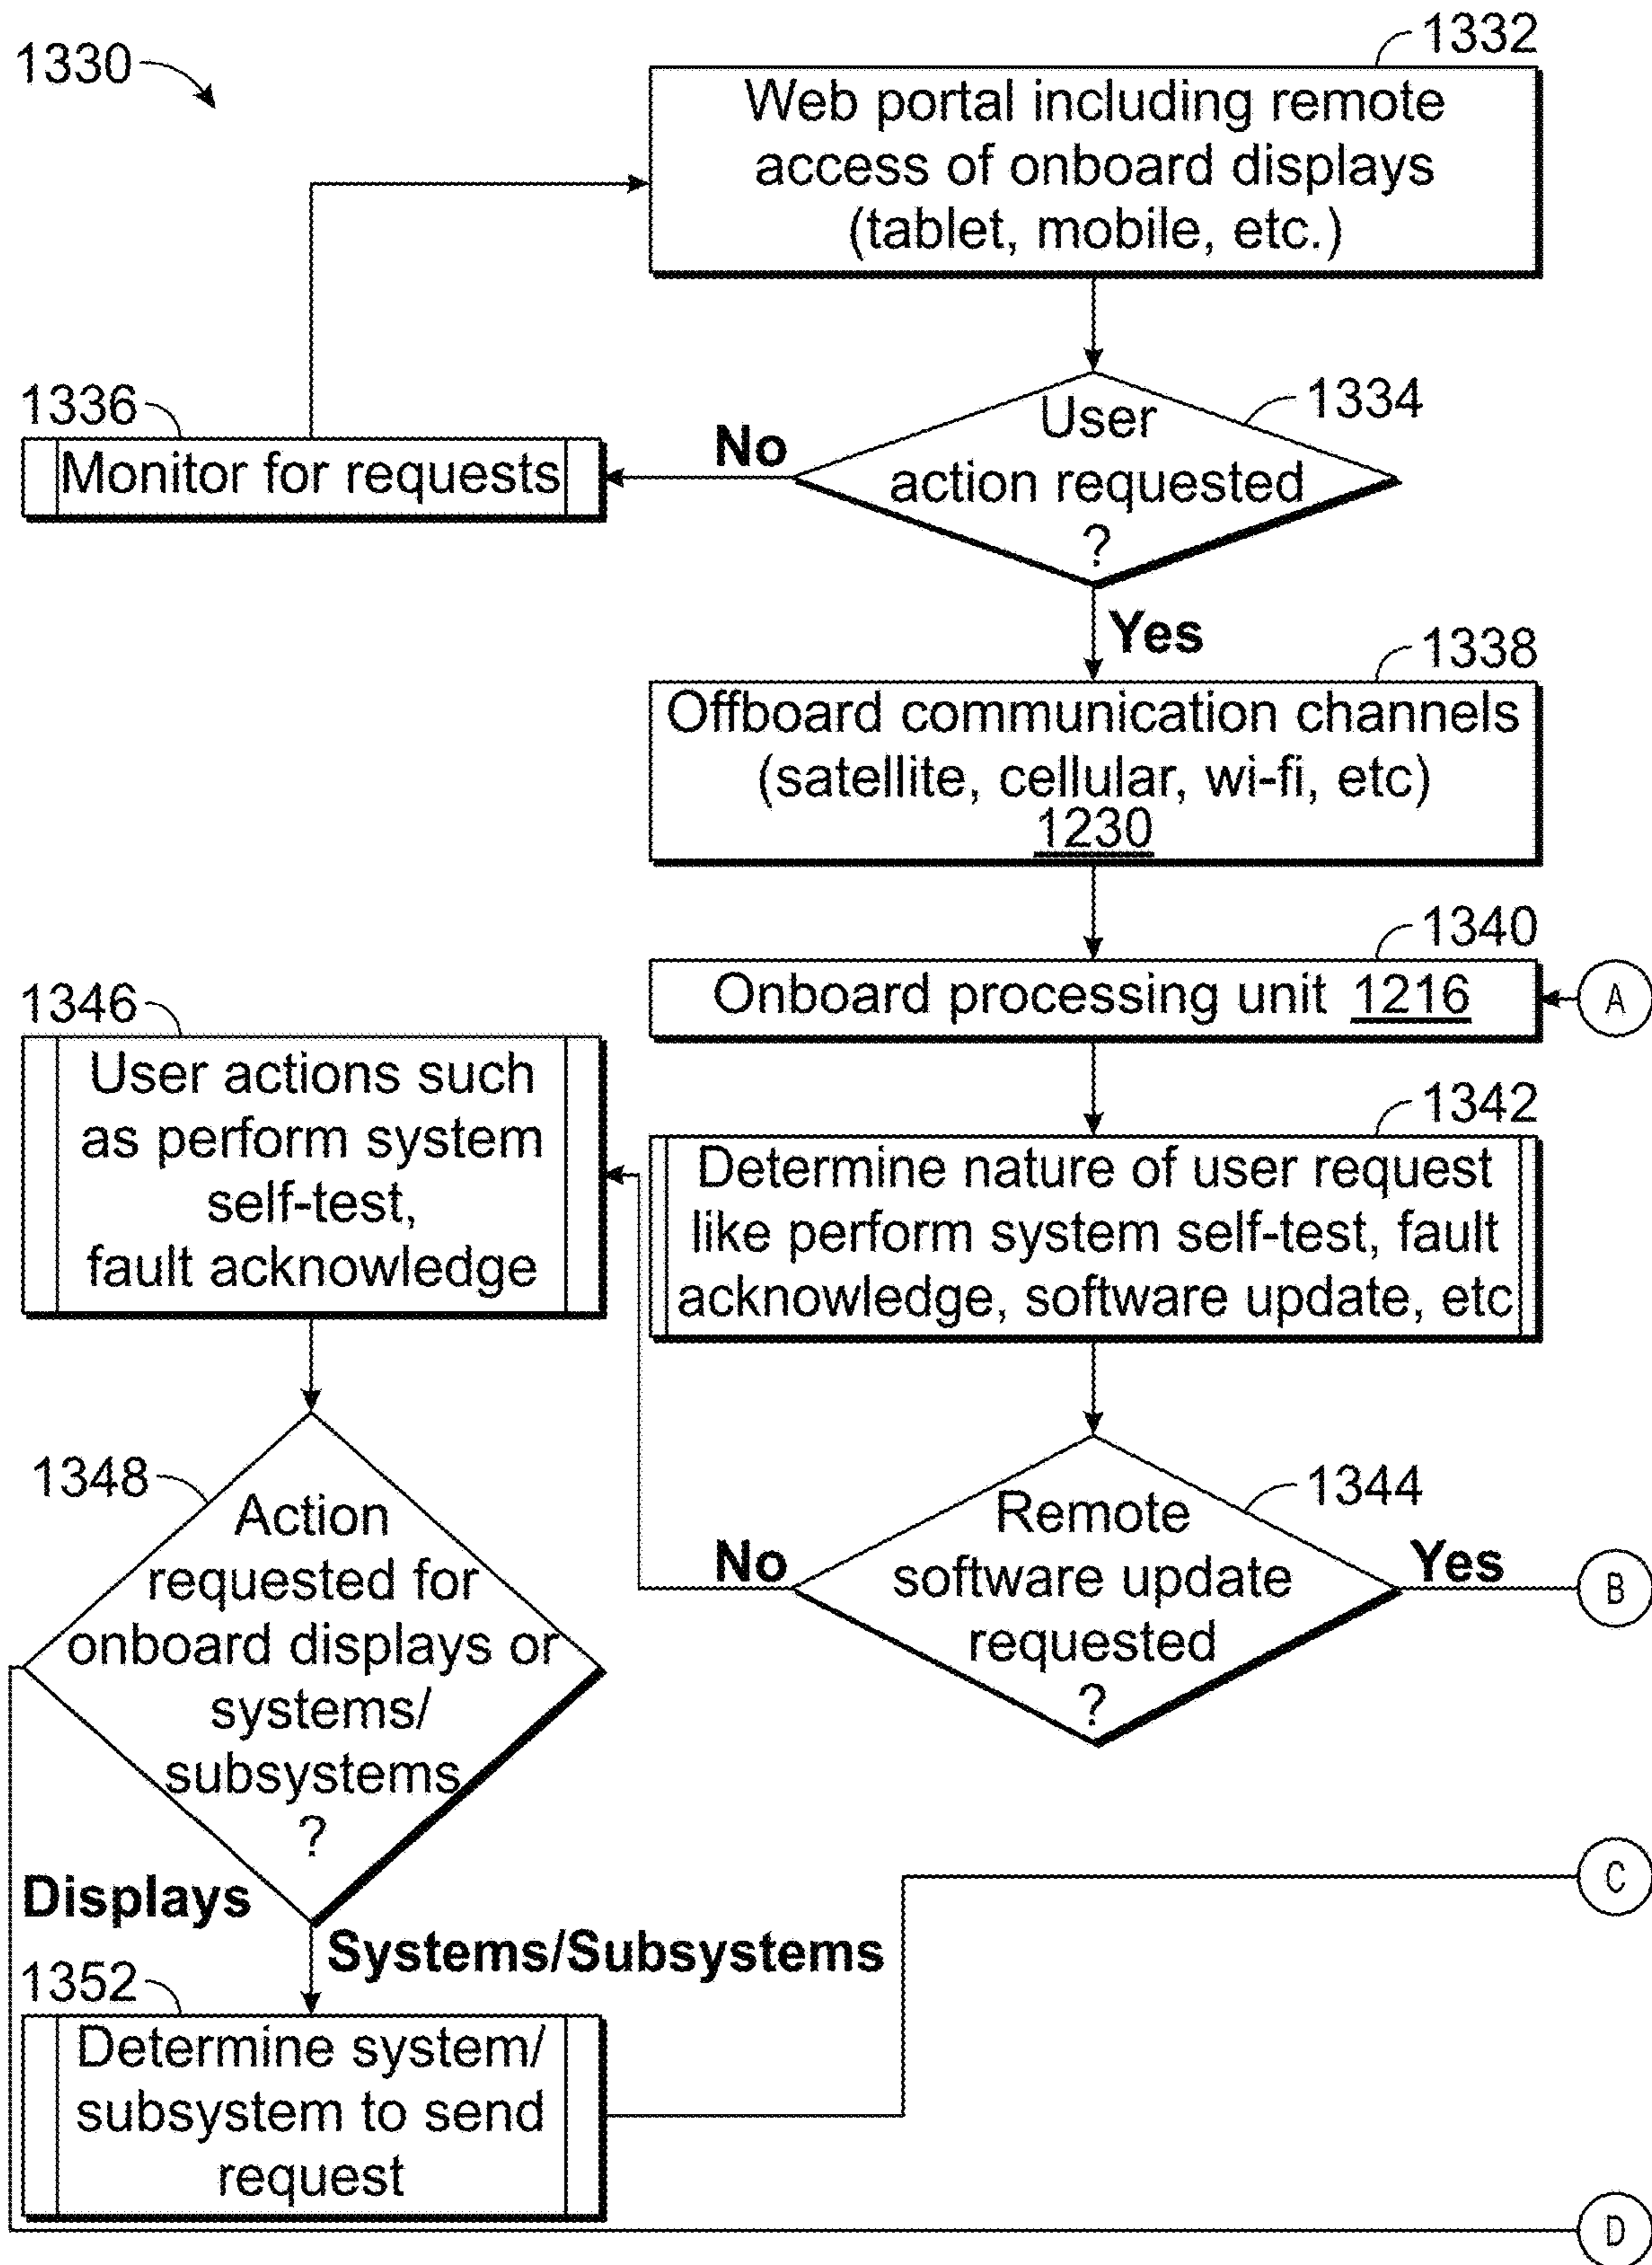 1330
1332
Web portal including remote
access of onboard displays
(tablet, mobile, etc.)
1336
Monitor for requests
No
1334
User
action requested
?
Yes
1338
Offboard communication channels
(satellite, cellular, wi-fi, etc)
1230
1340
Onboard processing unit 1216
A
1342
Determine nature of user request
like perform system self-test, fault
acknowledge, software update, etc
1346
User actions such
as perform system
self-test,
fault acknowledge
1344
Remote
software update
requested
?
No
Yes
B
1348
Action
requested for
onboard displays or
systems/
subsystems
?
Displays
Systems/Subsystems
C
1352
Determine system/
subsystem to send
request
D